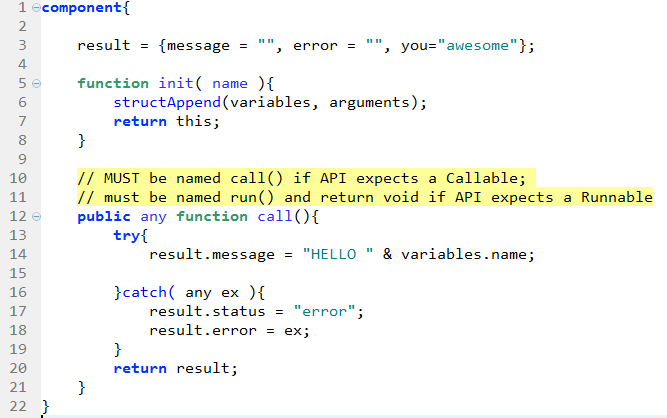 1 component{
2
3 result = {message = "", error = "", you="awesome"};
4
5 function init( name ){
6 structAppend(variables, arguments);
7 return this;
8 }
9
10 // MUST be named call() if API expects a Callable;
11 // must be named run() and return void if API expects a Runnable
12 public any function call(){
13 try{
14 result.message = "HELLO " & variables.name;
15
16 }catch( any ex ){
17 result.status = "error";
18 result.error = ex;
19 }
20 return result;
21 }
22 }